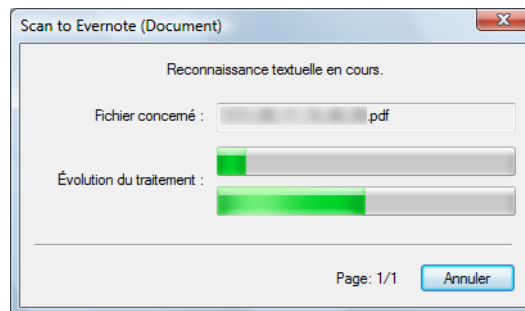 Scan to Evernote (Document)
Reconnaissance textuelle en cours.
Fichier concerné : .pdf
Évolution du traitement :
Page: 1/1 Annuler